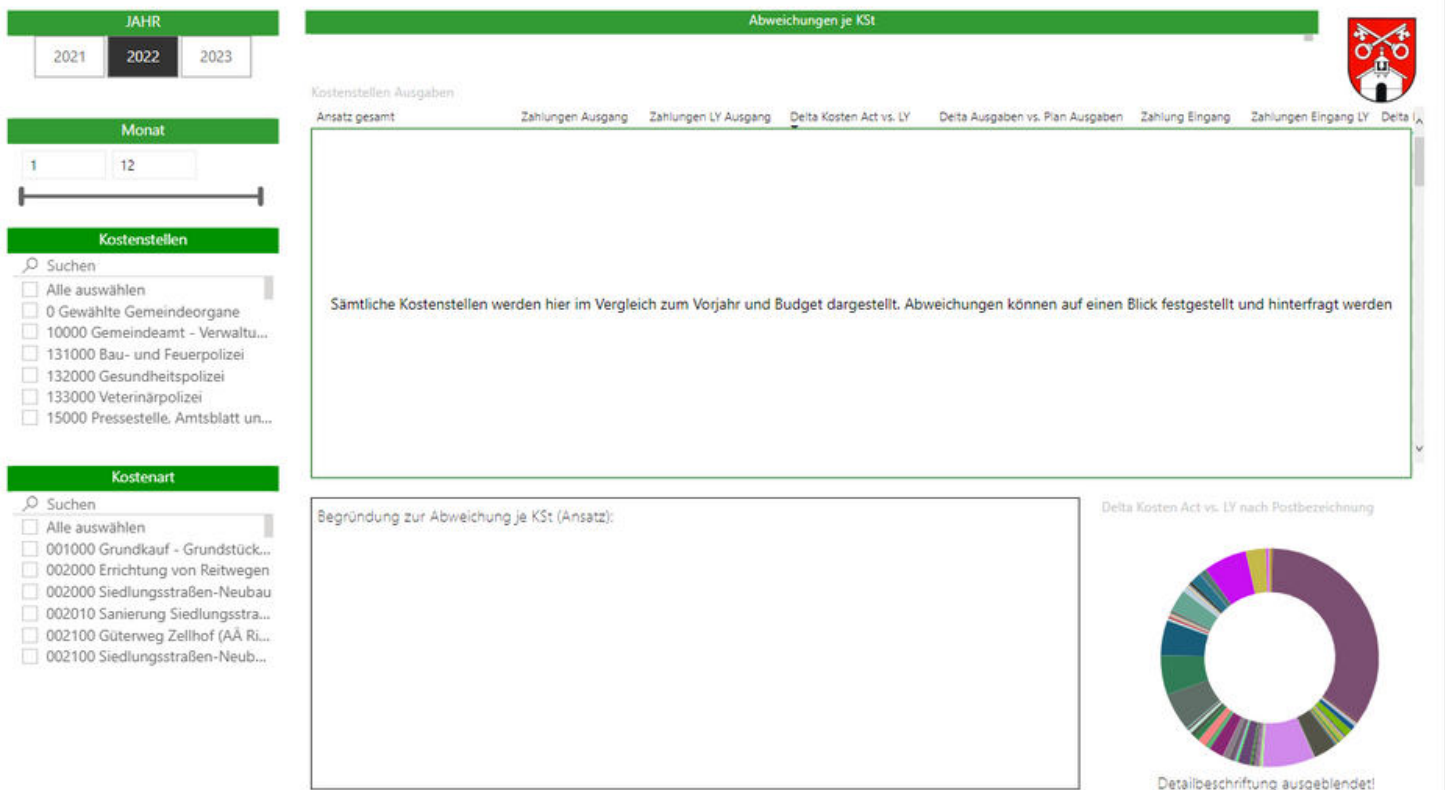 JAHR
2021 2022 2023
Monat
1 12
Kostenstellen
Suchen
Alle auswählen
0 Gewählte Gemeindeorgane
10000 Gemeindeamt - Verwaltu...
131000 Bau- und Feuerpolizei
132000 Gesundheitspolizei
133000 Veterinärpolizei
15000 Pressestelle, Amtsblatt un...
Kostenart
Suchen
Alle auswählen
001000 Grundkauf - Grundstück...
002000 Errichtung von Reitwegen
002000 Siedlungsstraßen-Neubau
002010 Sanierung Siedlungsstra...
002100 Güterweg Zellhof (AÄ Ri...
002100 Siedlungsstraßen-Neub...
Abweichungen je KSt
Kostenstellen Ausgaben
Ansatz gesamt Zahlungen Ausgang Zahlungen LY Ausgang Delta Kosten Act vs. LY Delta Ausgaben vs. Plan Ausgaben Zahlung Eingang Zahlungen Eingang LY Delta
Sämtliche Kostenstellen werden hier im Vergleich zum Vorjahr und Budget dargestellt. Abweichungen können auf einen Blick festgestellt und hinterfragt werden
Begründung zur Abweichung je KSt (Ansatz):
Delta Kosten Act vs. LY nach Postbezeichnung
Detailbeschriftung ausgeblendet!